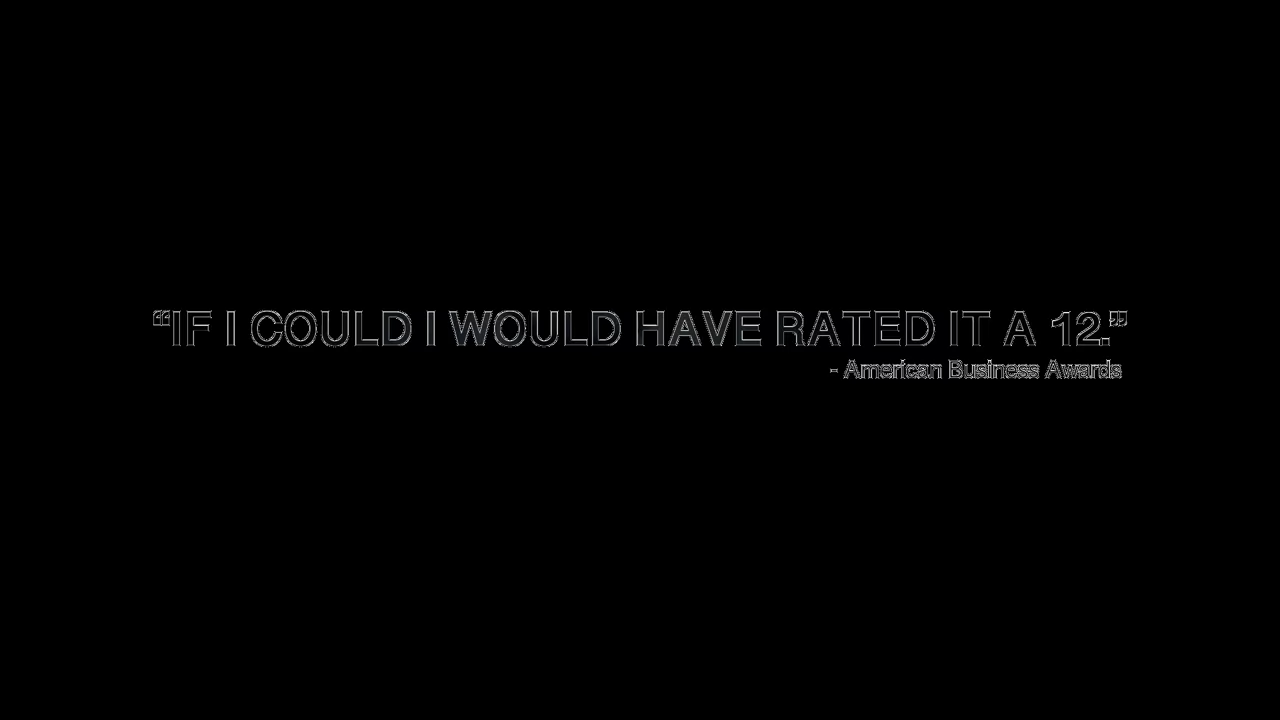 “IF I COULD I WOULD HAVE RATED IT A 12.”
- American Business Awards